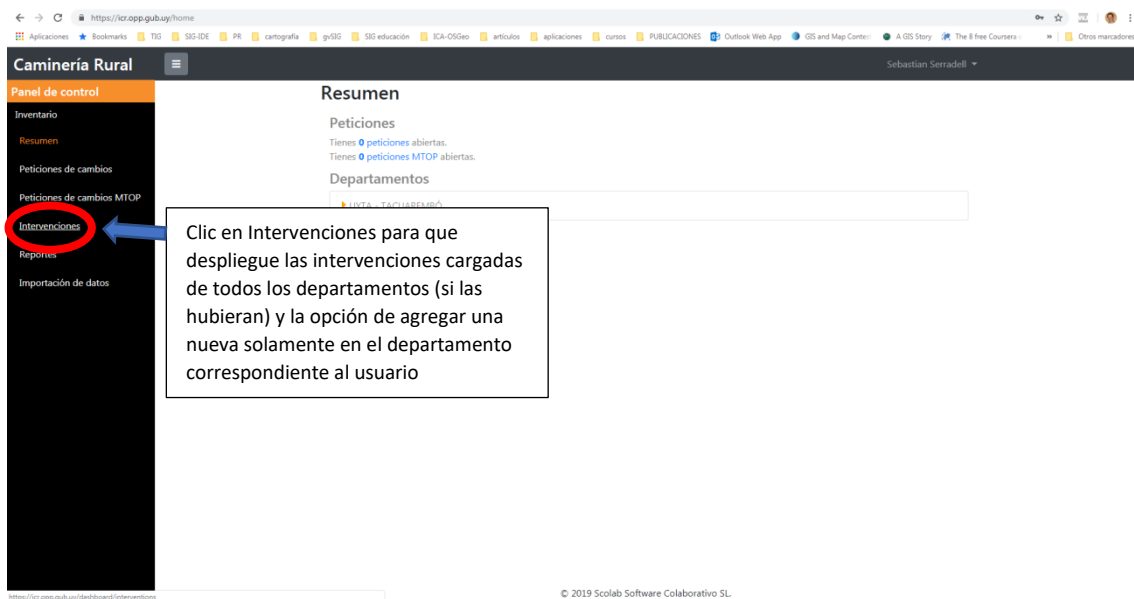 https://icr.opp.gub.uy/home
Aplicaciones Bookmarks TIG SIG-IDE PR cartografía gvSIG SIG educación ICA-OSGeo artículos aplicaciones cursos PUBLICACIONES Outlook Web App GIS and Map Contest A GIS Story The 8 free Coursera c » Otros marcadores
Caminería Rural
Sebastian Serradell
Panel de control
Inventario
Resumen
Peticiones de cambios
Peticiones de cambios MTOP
Intervenciones
Reportes
Importación de datos
Resumen
Peticiones
Tienes 0 peticiones abiertas.
Tienes 0 peticiones MTOP abiertas.
Departamentos
UYTA - TACUAREMBÓ
Clic en Intervenciones para que
despliegue las intervenciones cargadas
de todos los departamentos (si las
hubieran) y la opción de agregar una
nueva solamente en el departamento
correspondiente al usuario
© 2019 Scolab Software Colaborativo SL.
https://icr.opp.gub.uy/dashboard/interventions